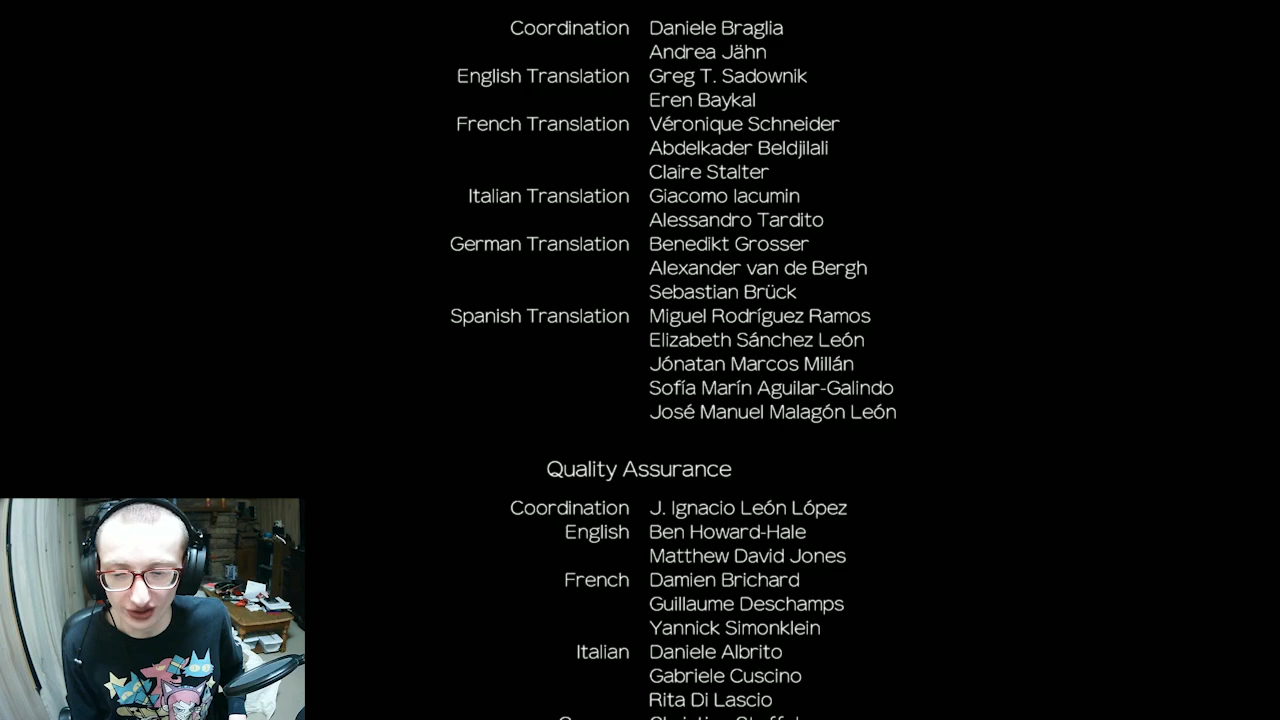 Coordination Daniele Braglia
Andrea Jähn
English Translation Greg T. Sadownik
Eren Baykal
French Translation Véronique Schneider
Abdelkader Beldjilali
Claire Stalter
Italian Translation Giacomo Iacumin
Alessandro Tardito
German Translation Benedikt Grosser
Alexander van de Bergh
Sebastian Brück
Spanish Translation Miguel Rodríguez Ramos
Elizabeth Sánchez León
Jónatan Marcos Millán
Sofía Marín Aguilar-Galindo
José Manuel Malagón León
Quality Assurance
Coordination J. Ignacio León López
English Ben Howard-Hale
Matthew David Jones
French Damien Brichard
Guillaume Deschamps
Yannick Simonklein
Italian Daniele Albrito
Gabriele Cuscino
Rita Di Lascio